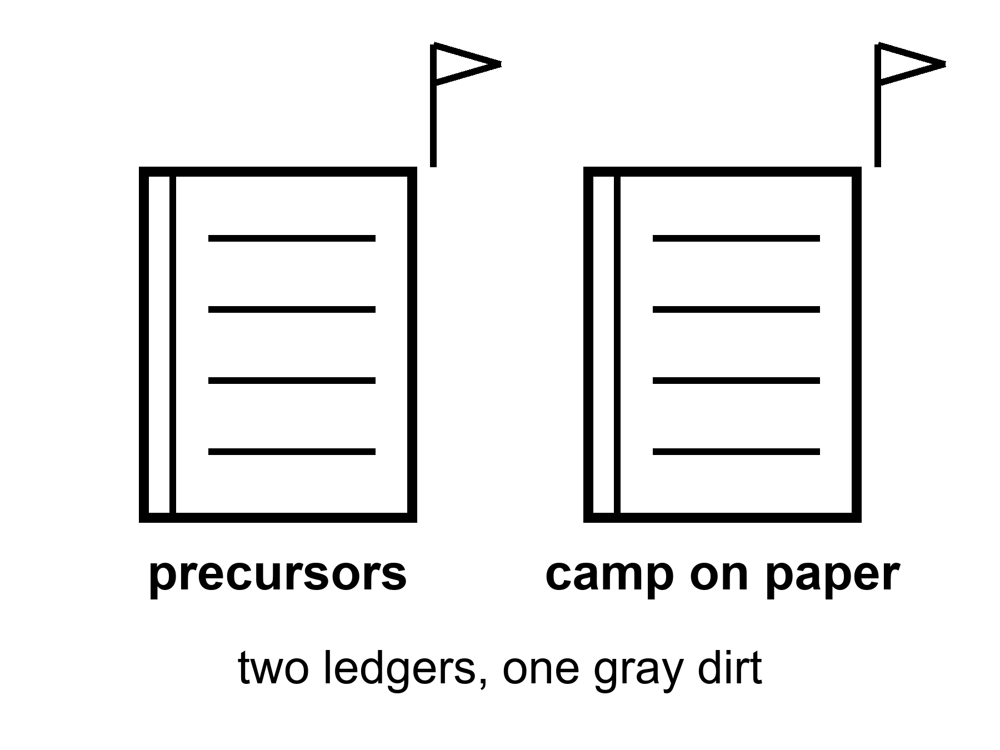 precursors
camp on paper
two ledgers, one gray dirt